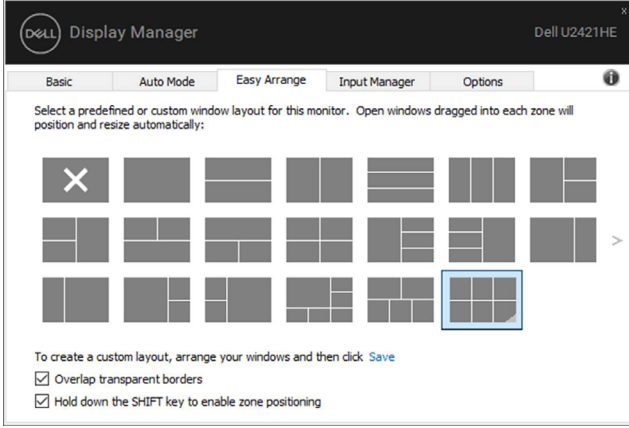 x
DELL Display Manager
Dell U2421HE
Basic Auto Mode Easy Arrange Input Manager Options
Select a predefined or custom window layout for this monitor. Open windows dragged into each zone will
position and resize automatically:
>
To create a custom layout, arrange your windows and then click Save
Overlap transparent borders
Hold down the SHIFT key to enable zone positioning